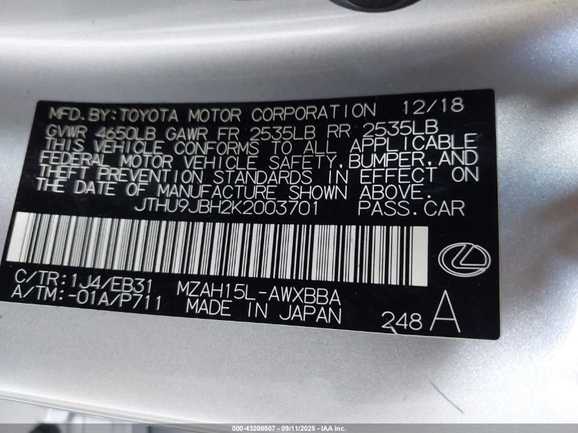 MFD. BY: TOYOTA MOTOR CORPORATION 12/18
GVWR 4650LB GAWR FR 2535LB RR 2535LB
THIS VEHICLE CONFORMS TO ALL APPLICABLE
FEDERAL MOTOR VEHICLE SAFETY, BUMPER, AND
THEFT PREVENTION STANDARDS IN EFFECT ON
THE DATE OF MANUFACTURE SHOWN ABOVE.
JTHU9JBH2K2003701 PASS.CAR
C/TR: 1J4/EB31 MZAH15L-AWXBBA
A/TM: -01A/P711 MADE IN JAPAN 248 A
000-43208507 - 09/11/2025 - IAA Inc.